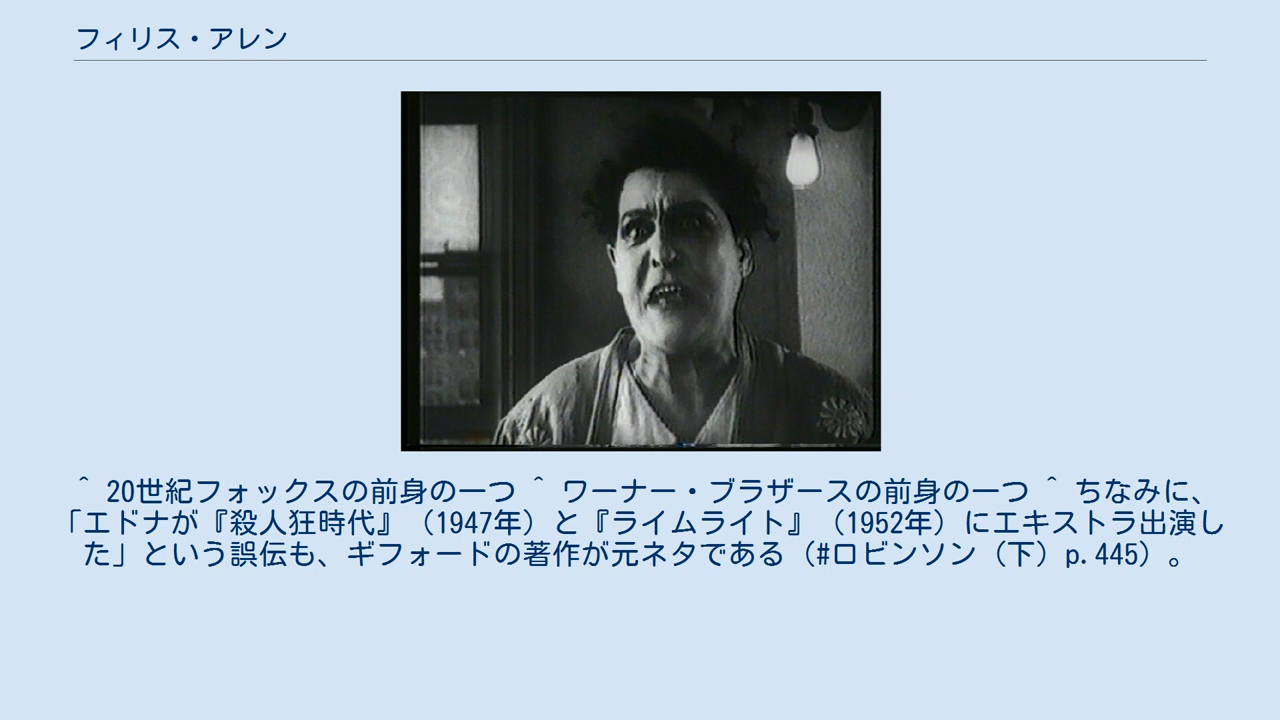 フィリス・アレン
^ 20世紀フォックスの前身の一つ ^ ワーナー・ブラザースの前身の一つ ^ ちなみに、
「エドナが『殺人狂時代』（1947年）と『ライムライト』（1952年）にエキストラ出演し
た」という誤伝も、ギフォードの著作が元ネタである（#ロビンソン（下）p.445）。